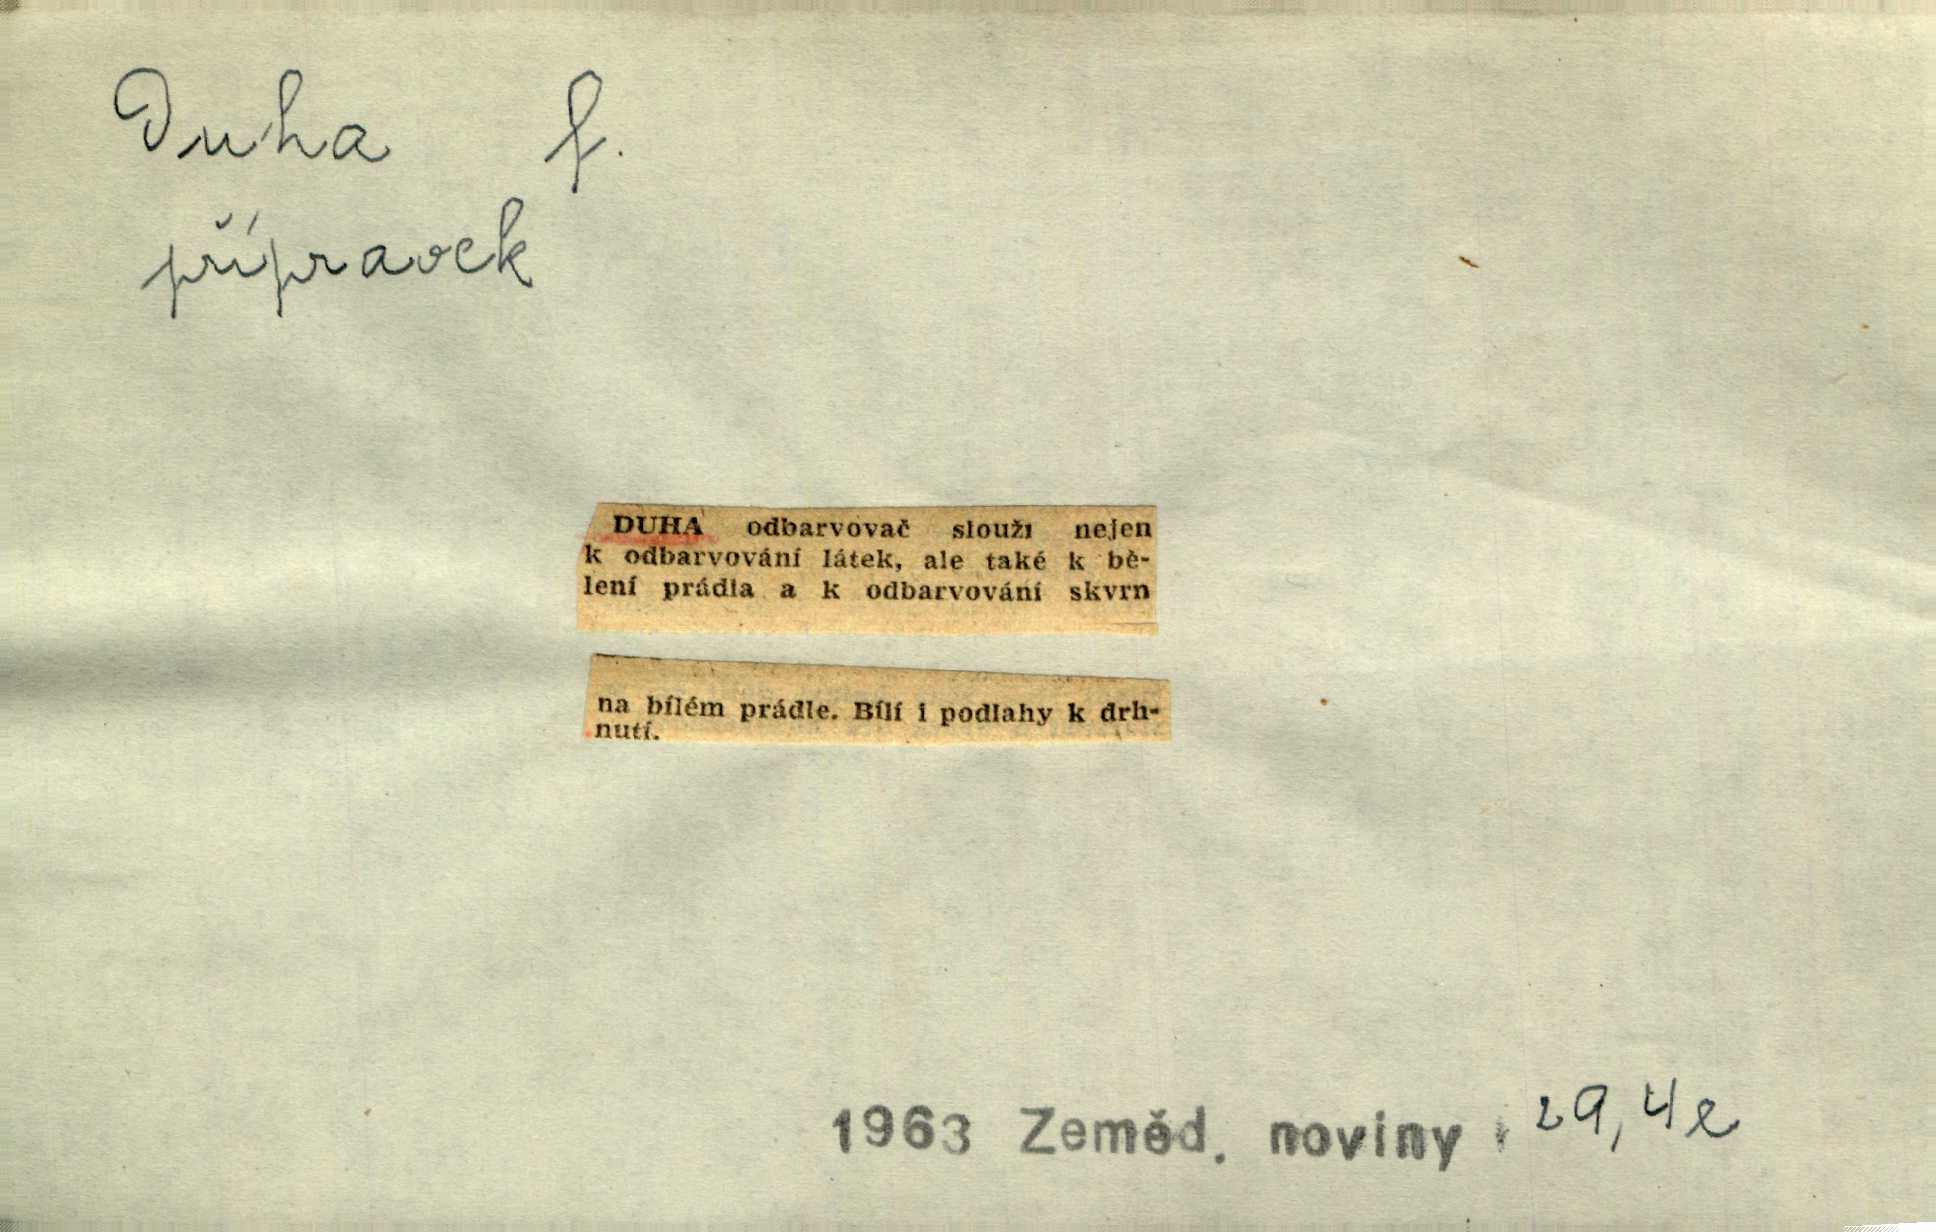 Duha f.
přípravek
DUHA odbarvovač slouží nejen
k odbarvování látek, ale také k bě-
lení prádla a k odbarvování skvrn
na bílém prádle. Bílí i podlahy k drh-
nutí.
1963 Zeměd. noviny 29, 4e